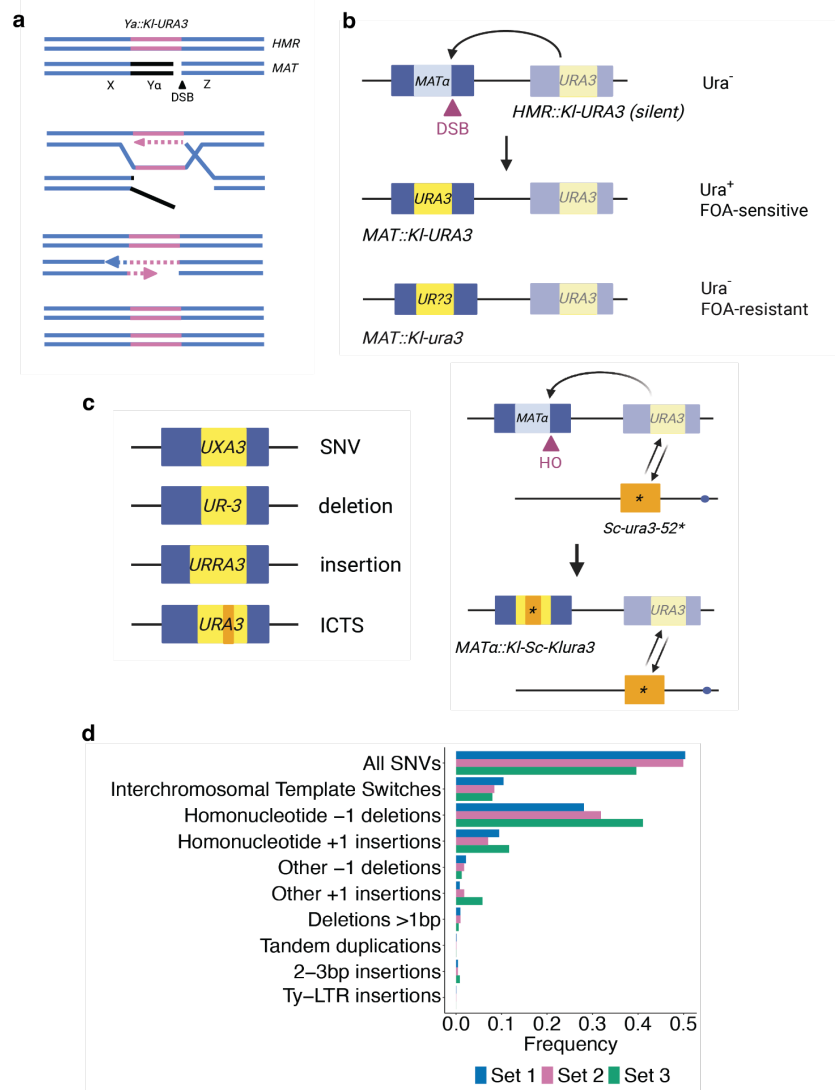 a
Ya::Kl-URA3
HMR
MAT
X Yα Z
DSB
b
MATα URA3 Ura-
HMR::Kl-URA3 (silent)
DSB
URA3 URA3 Ura+
FOA-sensitive
MAT::Kl-URA3
UR?3 URA3 Ura-
FOA-resistant
MAT::Kl-ura3
c
UXA3 SNV
UR-3 deletion
URRA3 insertion
URA3 ICTS
MATα URA3
HO
*
Sc-ura3-52*
* URA3
MATα::Kl-Sc-Klura3
*
d
All SNVs
Interchromosomal Template Switches
Homonucleotide −1 deletions
Homonucleotide +1 insertions
Other −1 deletions
Other +1 insertions
Deletions >1bp
Tandem duplications
2−3bp insertions
Ty−LTR insertions
0.0 0.1 0.2 0.3 0.4 0.5
Frequency
Set 1 Set 2 Set 3